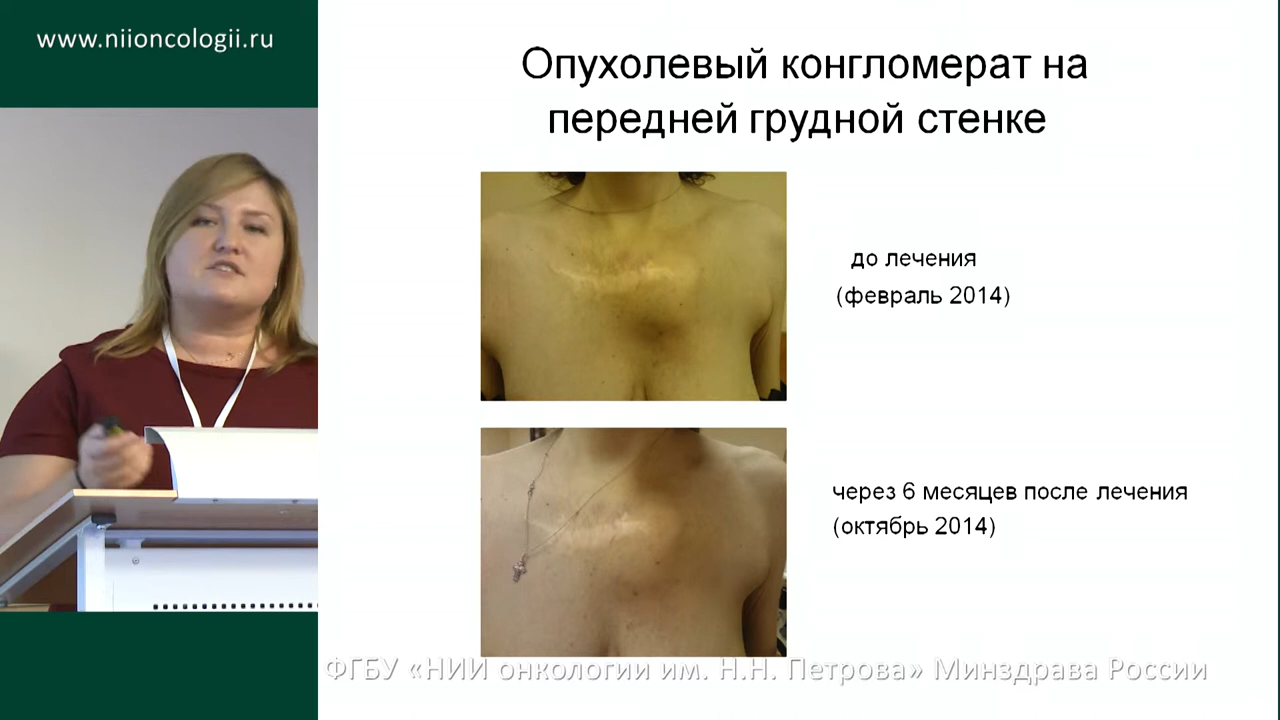 www.niioncologii.ru
Опухолевый конгломерат на
передней грудной стенке
до лечения
(февраль 2014)
через 6 месяцев после лечения
(октябрь 2014)
ФГБУ «НИИ онкологии им. Н.Н. Петрова» Минздрава России